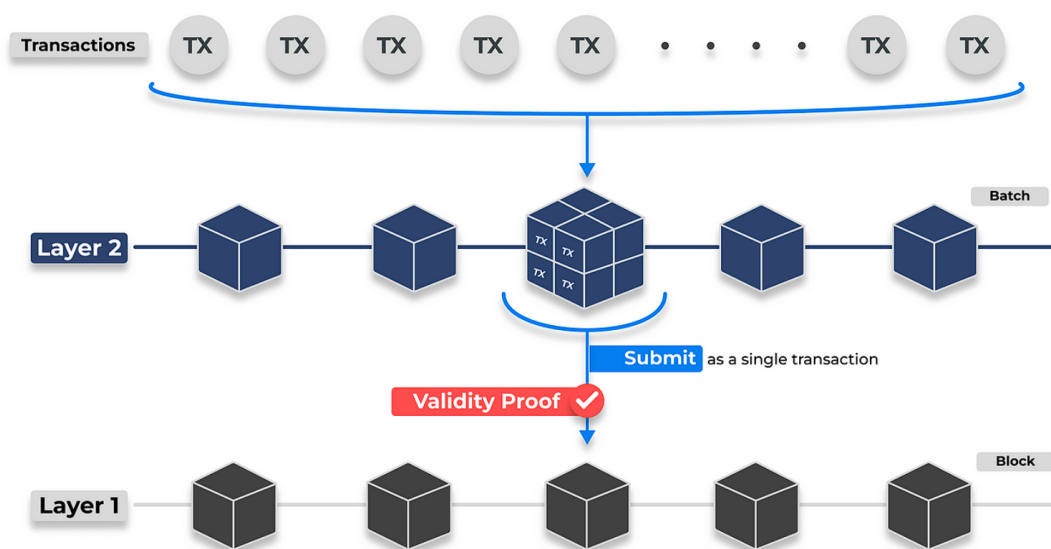 Transactions TX TX TX TX TX TX TX
Batch
Layer 2
TX TX
TX TX
Submit as a single transaction
Validity Proof
Block
Layer 1